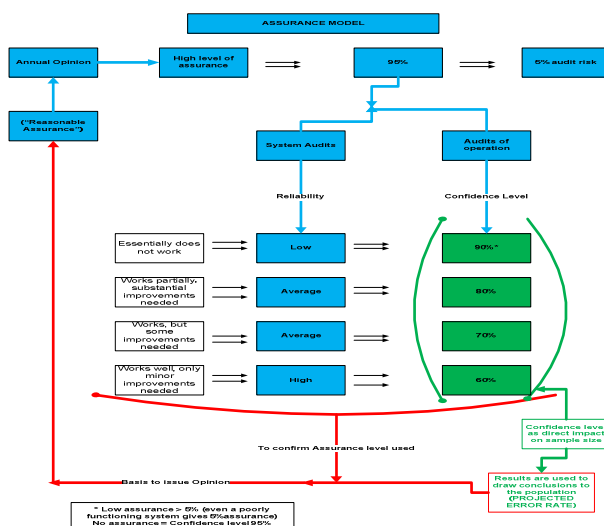 ASSURANCE MODEL
Annual Opinion
High level of
assurance
95%
5% audit risk
("Reasonable
Assurance")
System Audits
Audits of
operation
Reliability
Confidence Level
Essentially does
not work
Low
90%*
Works partially,
substantial
improvements
needed
Average
80%
Works, but
some
improvements
needed
Average
70%
Works well, only
minor
improvements
needed
High
60%
Confidence level
as direct impact
on sample size
To confirm Assurance level used
Basis to issue Opinion
Results are used to
draw conclusions to
the population
(PROJECTED
ERROR RATE)
* Low assurance > 5% (even a poorly
functioning system gives 5%assurance)
No assurance = Confidence level 95%